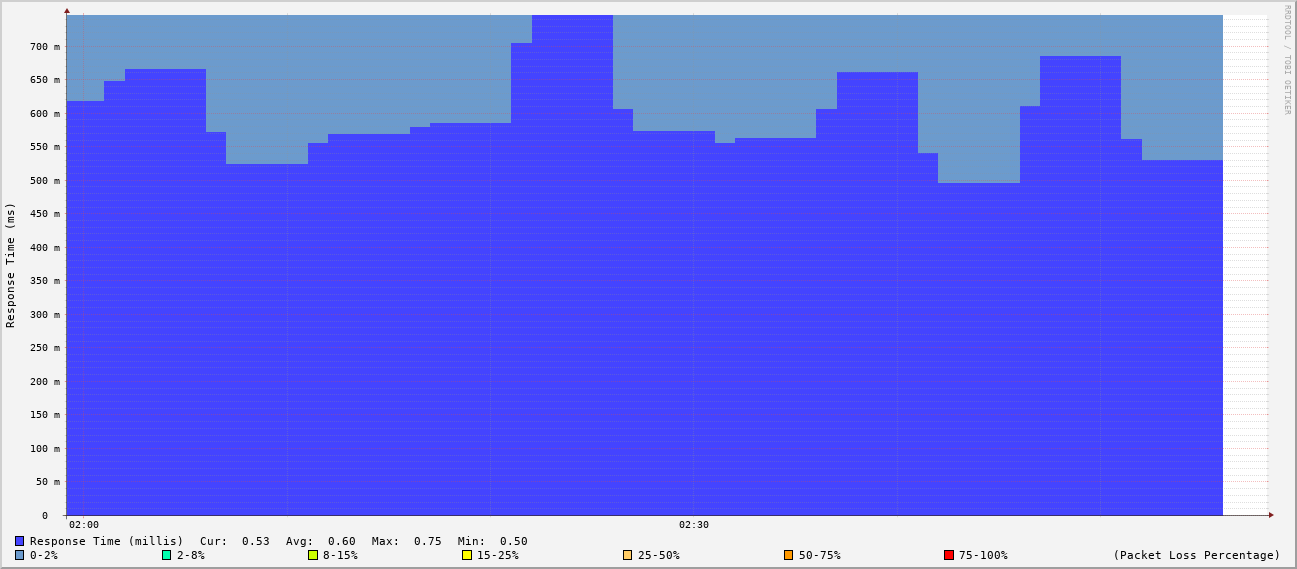 RRDTOOL / TOBI OETIKER
Response Time (ms)
700 m
650 m
600 m
550 m
500 m
450 m
400 m
350 m
300 m
250 m
200 m
150 m
100 m
50 m
0
02:00 02:30
Response Time (millis) Cur: 0.53 Avg: 0.60 Max: 0.75 Min: 0.50
0-2% 2-8% 8-15% 15-25% 25-50% 50-75% 75-100% (Packet Loss Percentage)